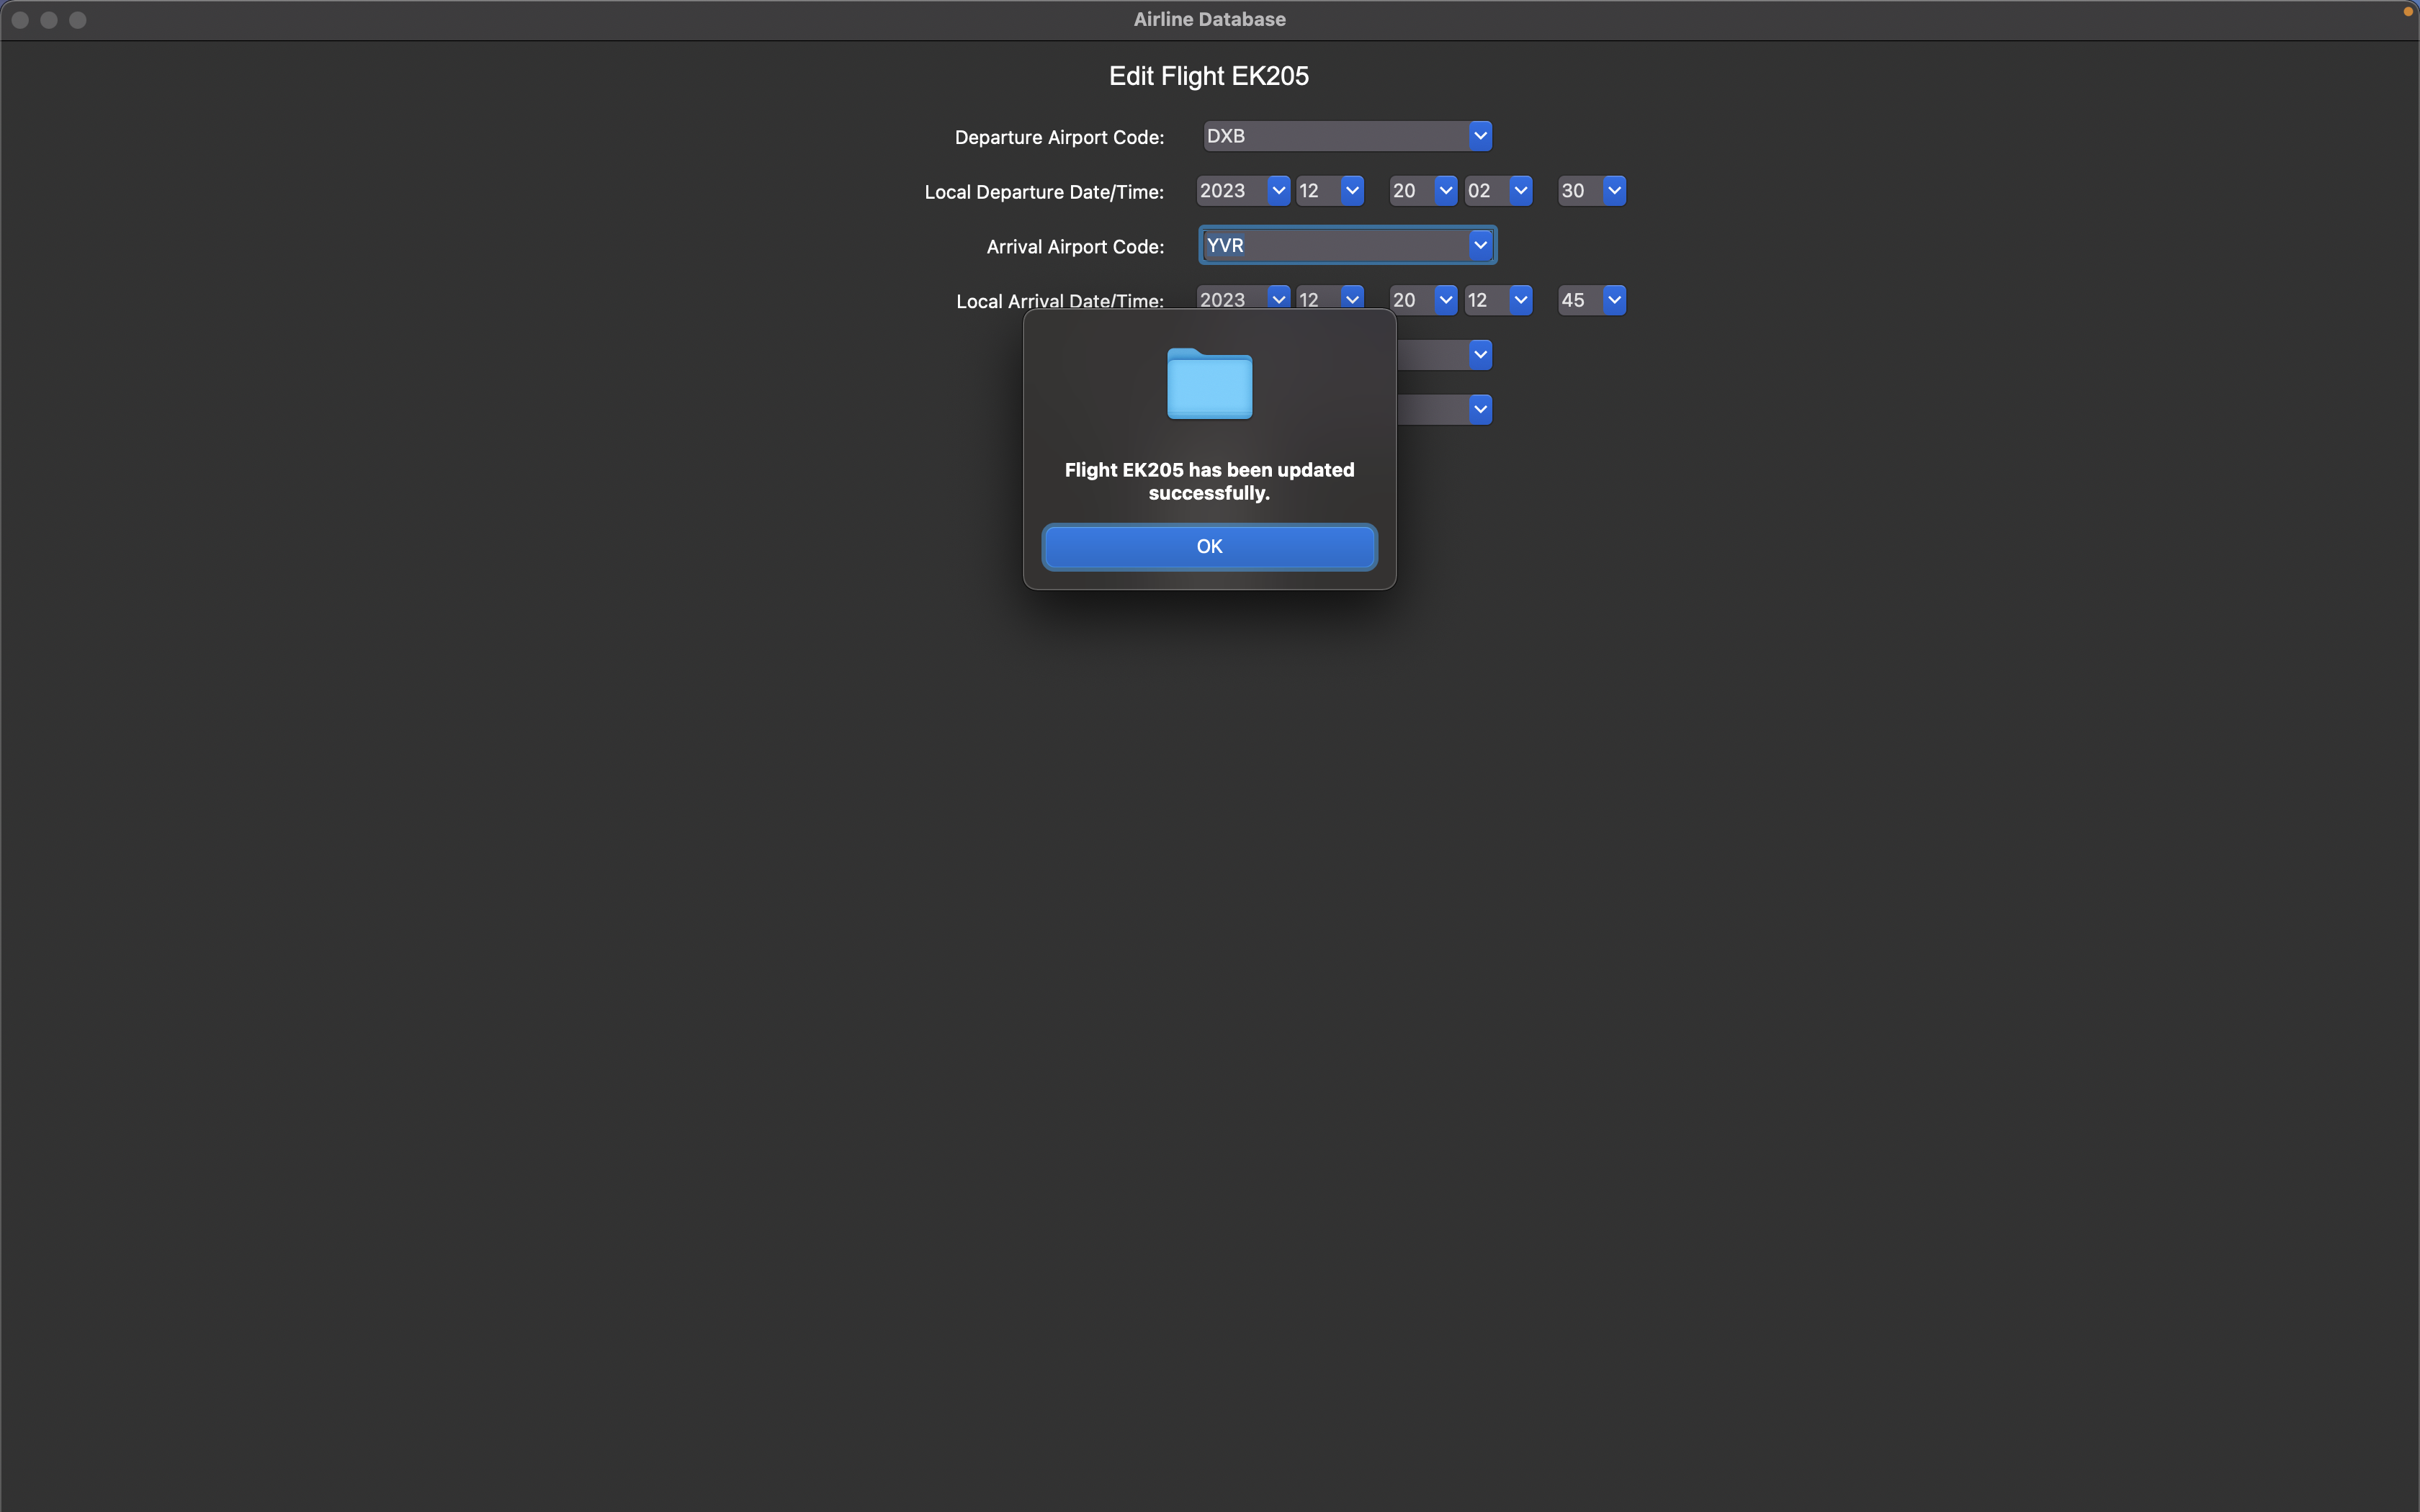 Airline Database
Edit Flight EK205
Departure Airport Code: DXB
Local Departure Date/Time: 2023 12 20 02 30
Arrival Airport Code: YVR
Local Arrival Date/Time: 2023 12 20 12 45
Flight EK205 has been updated
successfully.
OK